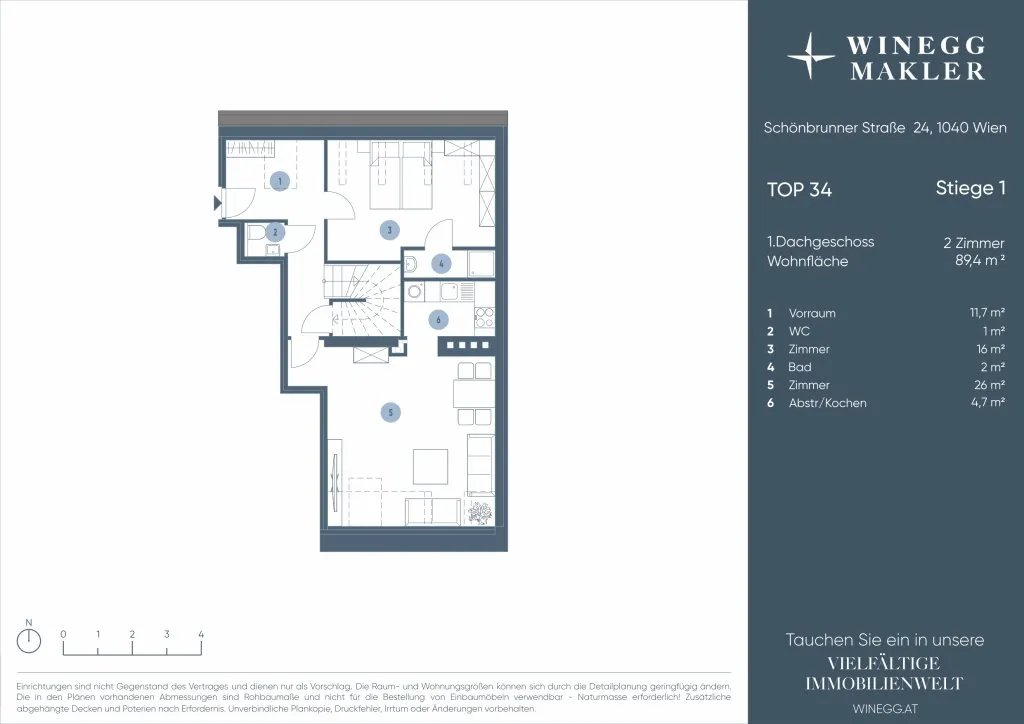 WINEGG
MAKLER
Schönbrunner Straße 24, 1040 Wien
TOP 34 Stiege 1
1.Dachgeschoss 2 Zimmer
Wohnfläche 89,4 m²
1 Vorraum 11,7 m²
2 WC 1 m²
3 Zimmer 16 m²
4 Bad 2 m²
5 Zimmer 26 m²
6 Abstr/Kochen 4,7 m²
1
2
3
4
6
5
N
0 1 2 3 4
Einrichtungen sind nicht Gegenstand des Vertrages und dienen nur als Vorschlag. Die Raum- und Wohnungsgrößen können sich durch die Detailplanung geringfügig ändern.
Die in den Plänen vorhandenen Abmessungen sind Rohbaumaße und nicht für die Bestellung von Einbaumöbeln verwendbar - Naturmasse erforderlich! Zusätzliche
abgehängte Decken und Poterien nach Erfordernis. Unverbindliche Plankopie, Druckfehler, Irrtum oder Änderungen vorbehalten.
Tauchen Sie ein in unsere
VIELFÄLTIGE
IMMOBILIENWELT
WINEGG.AT